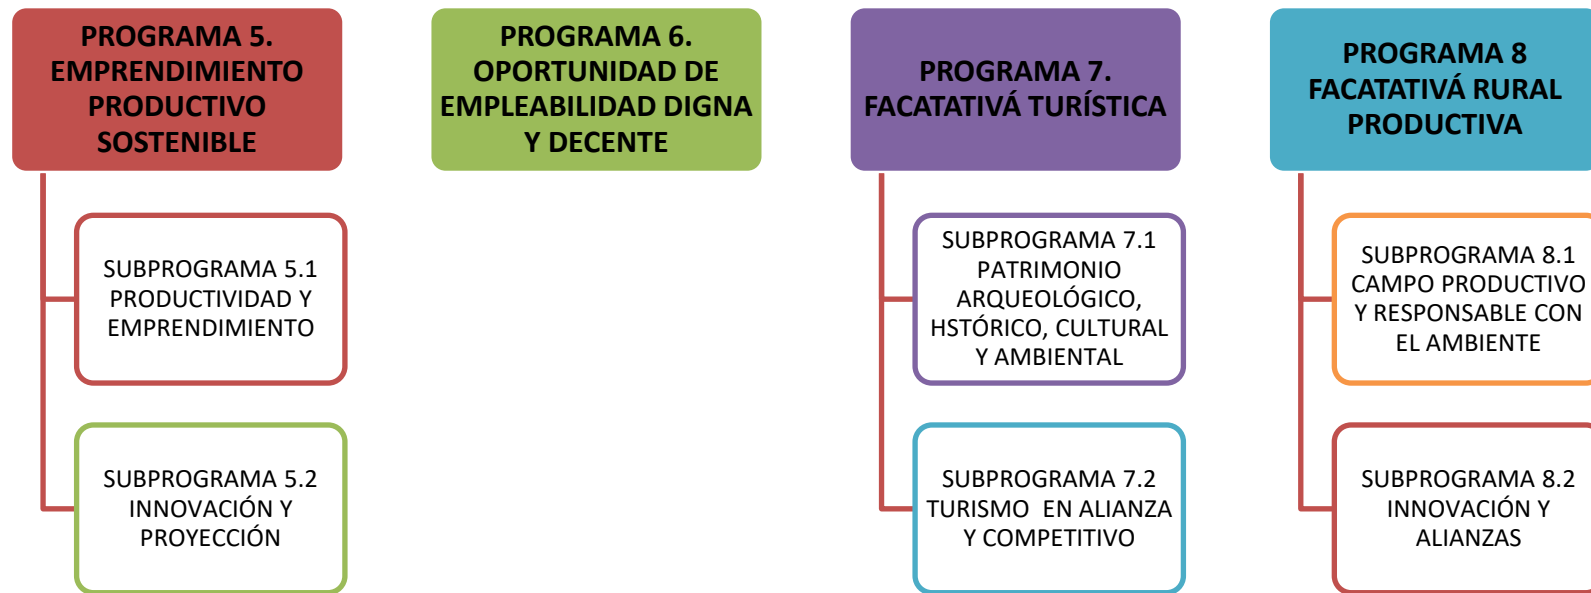 PROGRAMA 5.
EMPRENDIMIENTO
PRODUCTIVO
SOSTENIBLE
SUBPROGRAMA 5.1
PRODUCTIVIDAD Y
EMPRENDIMIENTO
SUBPROGRAMA 5.2
INNOVACIÓN Y
PROYECCIÓN
PROGRAMA 6.
OPORTUNIDAD DE
EMPLEABILIDAD DIGNA
Y DECENTE
PROGRAMA 7.
FACATATIVÁ TURÍSTICA
SUBPROGRAMA 7.1
PATRIMONIO
ARQUEOLÓGICO,
HSTÓRICO, CULTURAL
Y AMBIENTAL
SUBPROGRAMA 7.2
TURISMO EN ALIANZA
Y COMPETITIVO
PROGRAMA 8
FACATATIVÁ RURAL
PRODUCTIVA
SUBPROGRAMA 8.1
CAMPO PRODUCTIVO
Y RESPONSABLE CON
EL AMBIENTE
SUBPROGRAMA 8.2
INNOVACIÓN Y
ALIANZAS